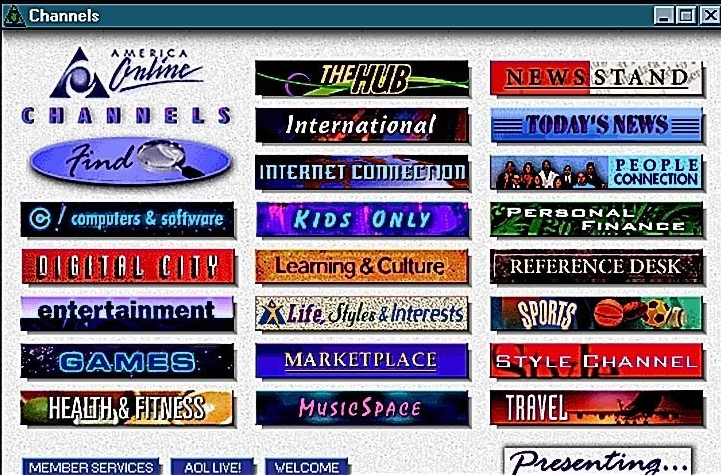 Channels
AMERICA
Online
CHANNELS
Find
© / computers & software
DIGITAL CITY
entertainment
GAMES
HEALTH & FITNESS
THE HUB
International
INTERNET CONNECTION
KIDS ONLY
Learning & Culture
Life, Styles & Interests
MARKETPLACE
MUSICSPACE
NEWSSTAND
TODAY'S NEWS
PEOPLE
CONNECTION
PERSONAL
FINANCE
REFERENCE DESK
SPORTS
STYLE CHANNEL
TRAVEL
MEMBER SERVICES
AOL LIVE!
WELCOME
Presenting...